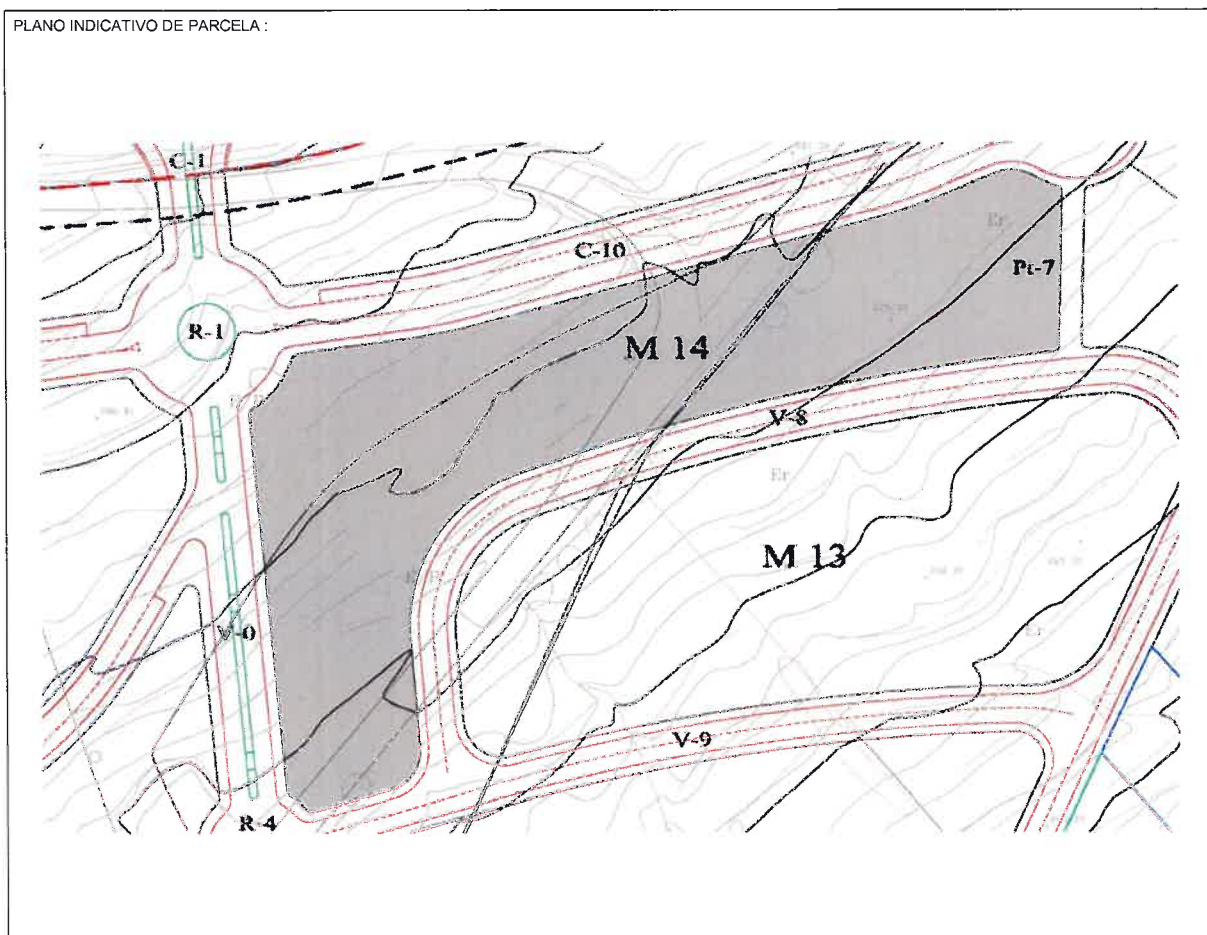 PLANO INDICATIVO DE PARCELA :
C-1
C-10
Er.
Pt-7
R-1
M 14
V-8
Er.
M 13
V-0
V-9
R-4